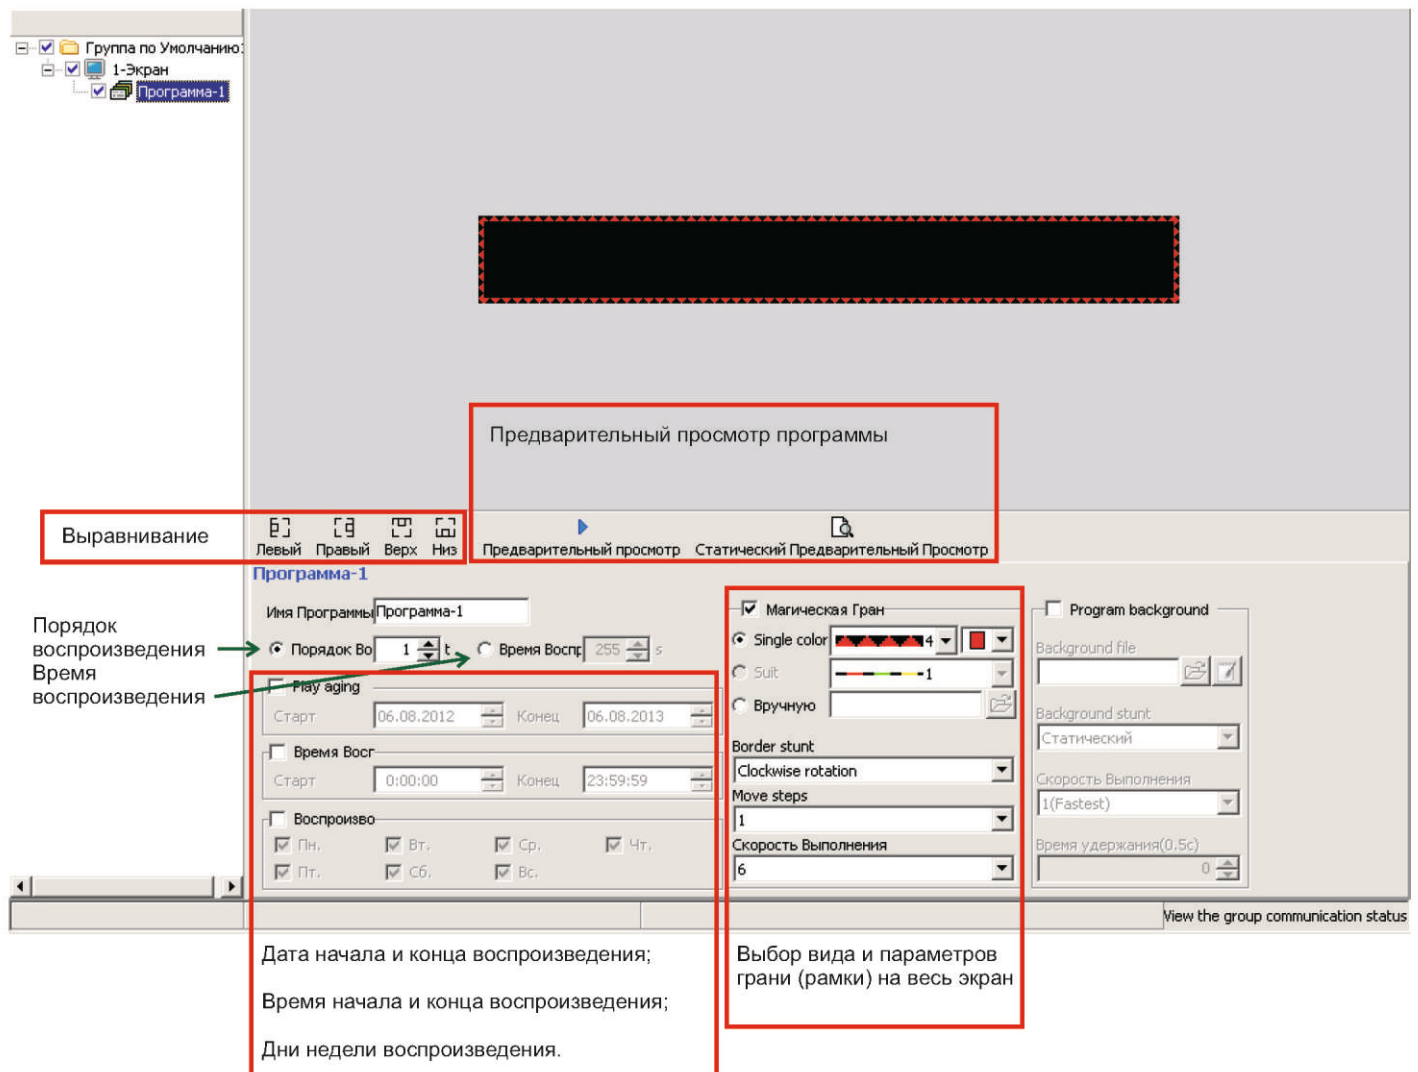 Группа по Умолчанию
1-Экран
Программа-1
Предварительный просмотр программы
Выравнивание
Левый Правый Верх Низ Предварительный просмотр Статический Предварительный Просмотр
Программа-1
Имя Программы Программа-1
Порядок
воспроизведения
Время
воспроизведения
Порядок Во 1 t Время Воспр 255 s
Play aging
Старт 06.08.2012 Конец 06.08.2013
Время Восг
Старт 0:00:00 Конец 23:59:59
Воспроизво
Пн. Вт. Ср. Чт.
Пт. Сб. Вс.
Магическая Гран
Single color 4
Suit 1
Вручную
Border stunt
Clockwise rotation
Move steps
1
Скорость Выполнения
6
Program background
Background file
Background stunt
Статический
Скорость Выполнения
1(Fastest)
Время удержания(0.5с)
0
View the group communication status
Дата начала и конца воспроизведения;
Время начала и конца воспроизведения;
Дни недели воспроизведения.
Выбор вида и параметров
грани (рамки) на весь экран